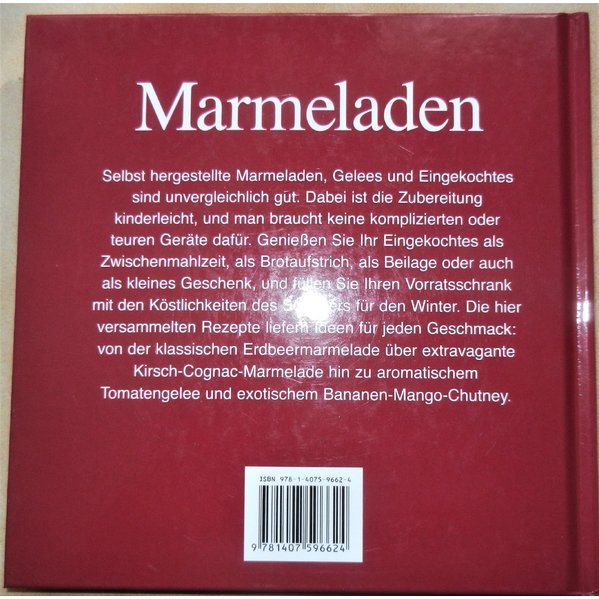 Marmeladen
Selbst hergestellte Marmeladen, Gelees und Eingekochtes
sind unvergleichlich gut. Dabei ist die Zubereitung
kinderleicht, und man braucht keine komplizierten oder
teuren Geräte dafür. Genießen Sie Ihr Eingekochtes als
Zwischenmahlzeit, als Brotaufstrich, als Beilage oder auch
als kleines Geschenk, und füllen Sie Ihren Vorratsschrank
mit den Köstlichkeiten des Sommers für den Winter. Die hier
versammelten Rezepte liefern Ideen für jeden Geschmack:
von der klassischen Erdbeermarmelade über extravagante
Kirsch-Cognac-Marmelade hin zu aromatischem
Tomatengelee und exotischem Bananen-Mango-Chutney.
ISBN 978-1-4075-9662-4
9 781407 596624